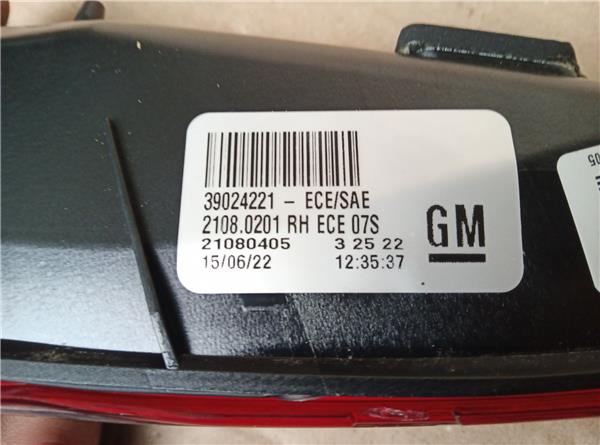 39024221 - ECE/SAE
2108.0201 RH ECE 07S
21080405 3 25 22
15/06/22 12:35:37
GM
05